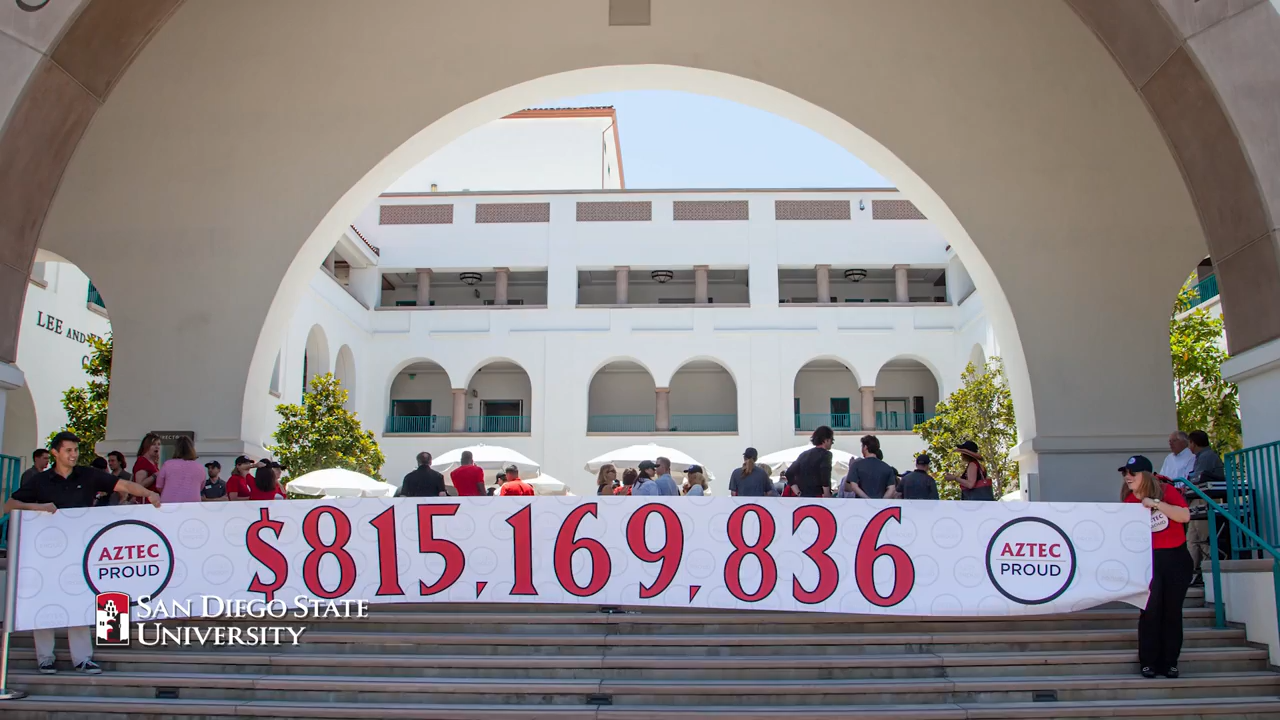 LEE AND
$815,169,836
AZTEC
PROUD
AZTEC
PROUD
SAN DIEGO STATE
UNIVERSITY